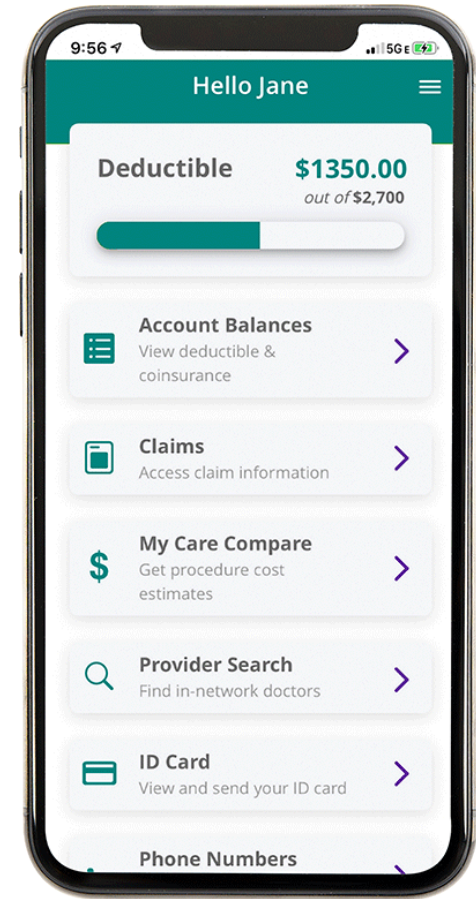 9:56
5G E
Hello Jane
Deductible
$1350.00
out of $2,700
Account Balances
View deductible &
coinsurance
Claims
Access claim information
My Care Compare
$
Get procedure cost
estimates
Provider Search
Find in-network doctors
ID Card
View and send your ID card
Phone Numbers